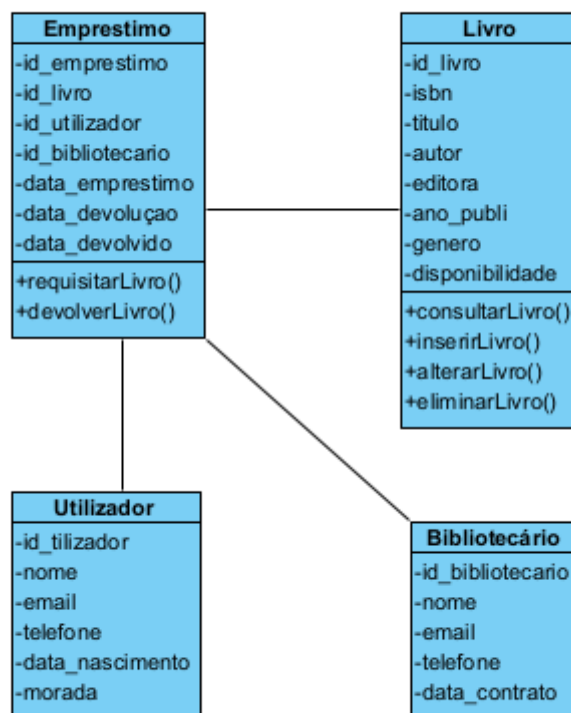 Emprestimo
-id_emprestimo
-id_livro
-id_utilizador
-id_bibliotecario
-data_emprestimo
-data_devoluçao
-data_devolvido
+requisitarLivro()
+devolverLivro()
Livro
-id_livro
-isbn
-titulo
-autor
-editora
-ano_publi
-genero
-disponibilidade
+consultarLivro()
+inserirLivro()
+alterarLivro()
+eliminarLivro()
Utilizador
-id_tilizador
-nome
-email
-telefone
-data_nascimento
-morada
Bibliotecário
-id_bibliotecario
-nome
-email
-telefone
-data_contrato